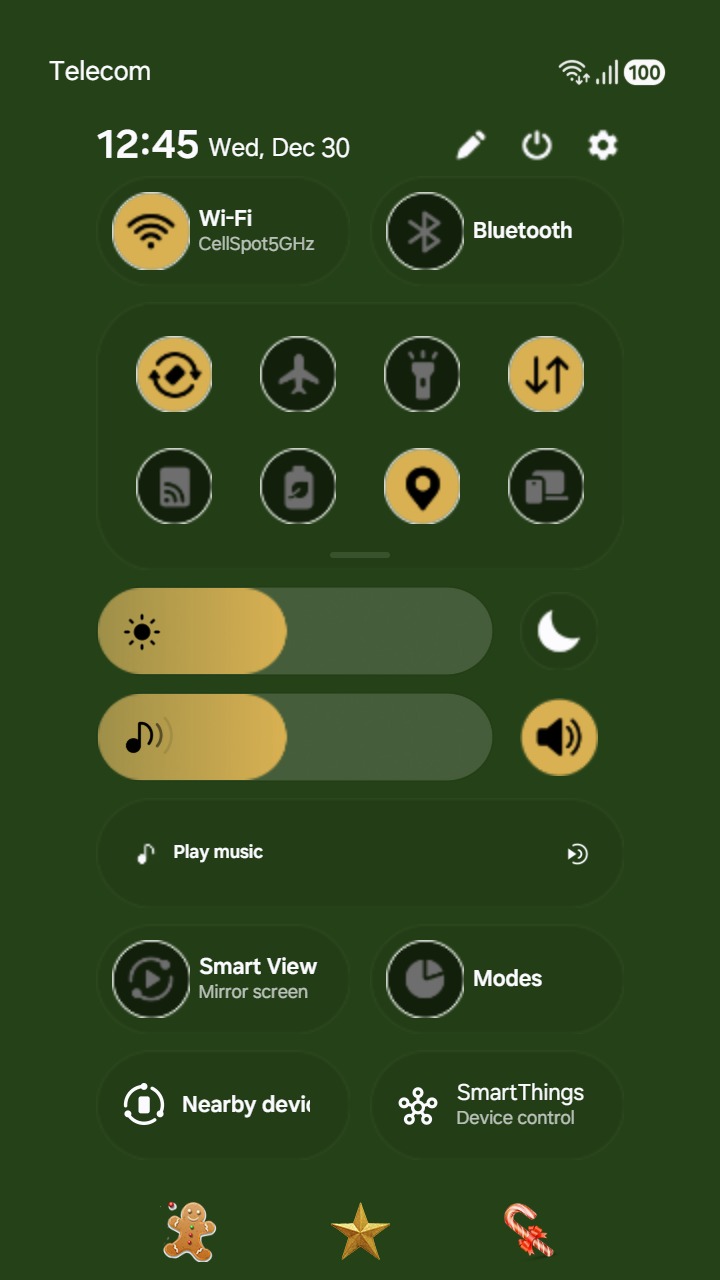 Telecom
100
12:45 Wed, Dec 30
Wi-Fi
CellSpot5GHz
Bluetooth
Play music
Smart View
Mirror screen
Modes
Nearby devi
SmartThings
Device control